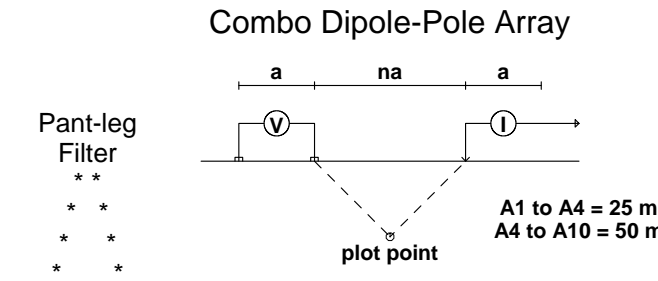 Combo Dipole-Pole Array
a na a
Pant-leg
Filter
V I
* *
* *
* *
* *
A1 to A4 = 25 m
A4 to A10 = 50 m
plot point